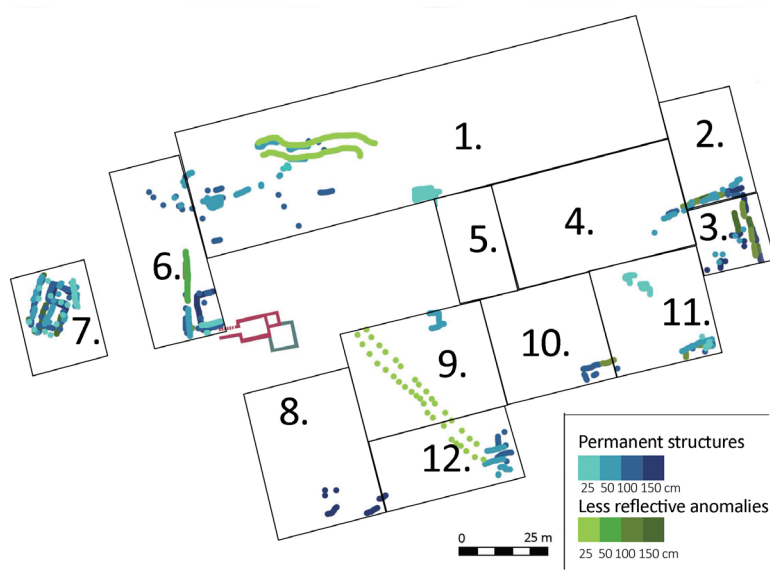 1.
2.
3.
4.
5.
6.
7.
8.
9.
10.
11.
12.
0 25 m
Permanent structures
25 50 100 150 cm
Less reflective anomalies
25 50 100 150 cm